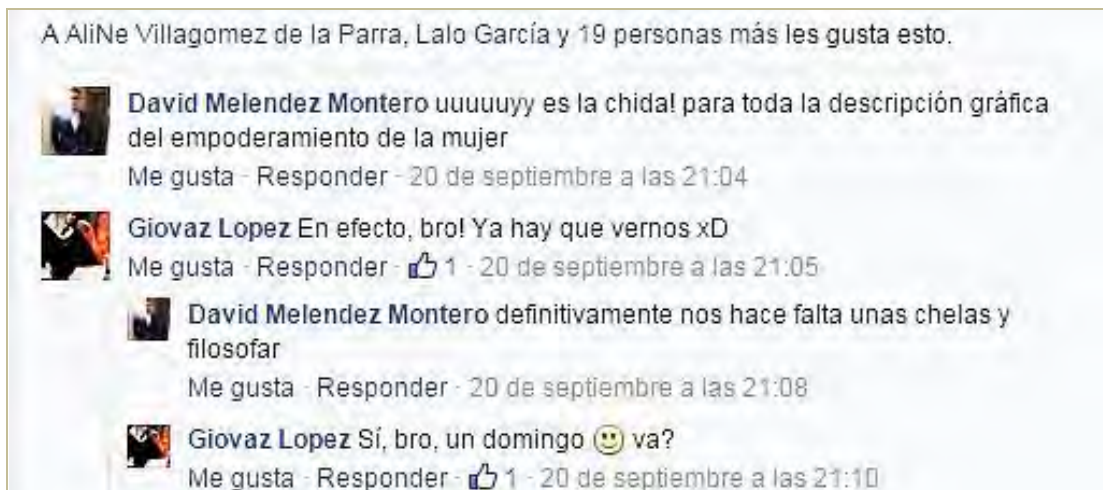 A AliNe Villagomez de la Parra, Lalo García y 19 personas más les gusta esto.
David Melendez Montero uuuuuyy es la chida! para toda la descripción gráfica
del empoderamiento de la mujer
Me gusta · Responder · 20 de septiembre a las 21:04
Giovaz Lopez En efecto, bro! Ya hay que vernos xD
Me gusta · Responder · 1 · 20 de septiembre a las 21:05
David Melendez Montero definitivamente nos hace falta unas chelas y
filosofar
Me gusta · Responder · 20 de septiembre a las 21:08
Giovaz Lopez Sí, bro, un domingo 🙂 va?
Me gusta · Responder · 1 · 20 de septiembre a las 21:10